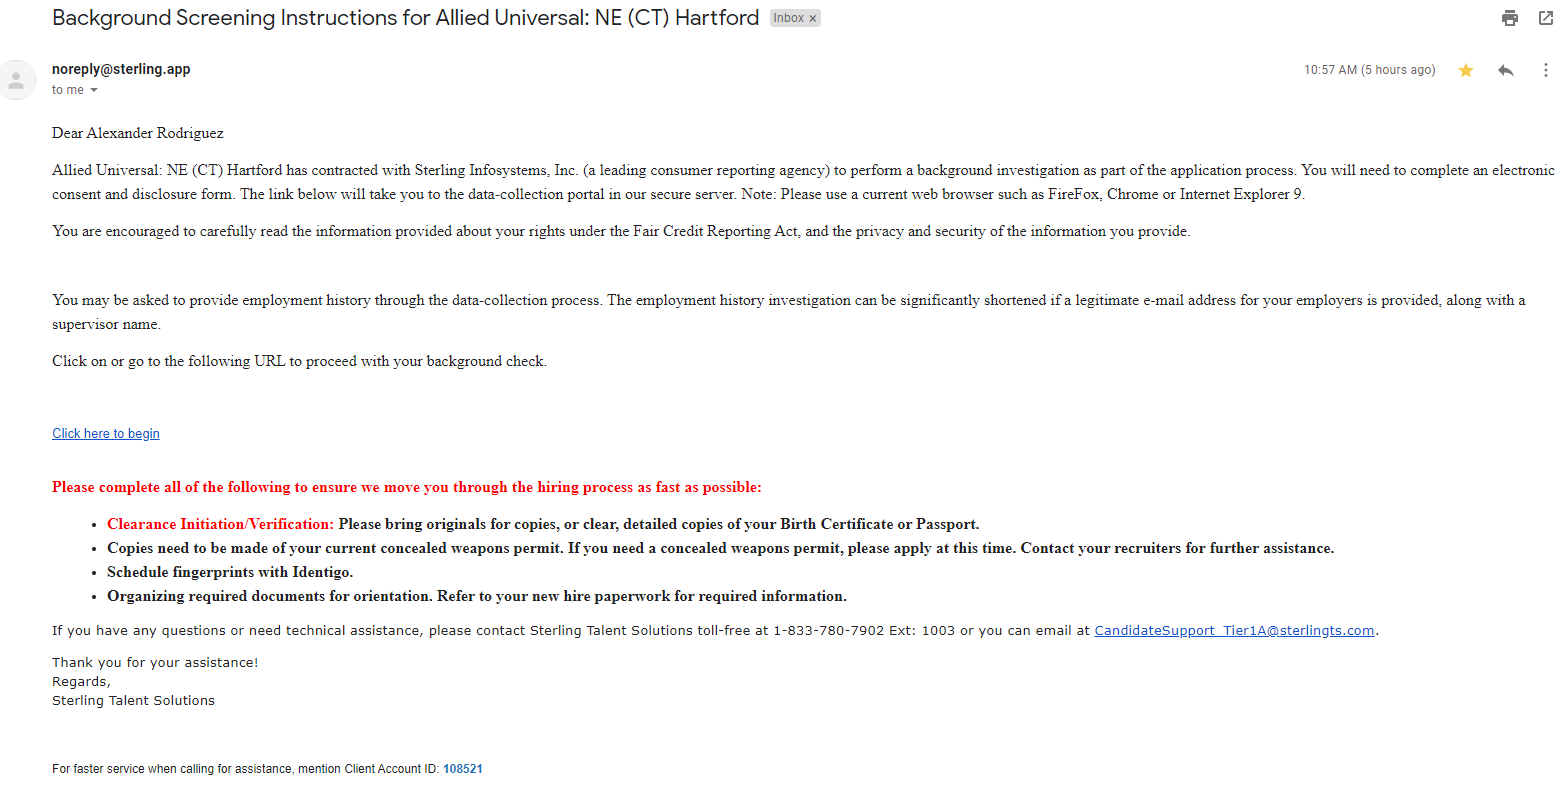 Background Screening Instructions for Allied Universal: NE (CT) Hartford Inbox x
noreply@sterling.app
10:57 AM (5 hours ago)
to me
Dear Alexander Rodriguez
Allied Universal: NE (CT) Hartford has contracted with Sterling Infosystems, Inc. (a leading consumer reporting agency) to perform a background investigation as part of the application process. You will need to complete an electronic
consent and disclosure form. The link below will take you to the data-collection portal in our secure server. Note: Please use a current web browser such as FireFox, Chrome or Internet Explorer 9.
You are encouraged to carefully read the information provided about your rights under the Fair Credit Reporting Act, and the privacy and security of the information you provide.
You may be asked to provide employment history through the data-collection process. The employment history investigation can be significantly shortened if a legitimate e-mail address for your employers is provided, along with a
supervisor name.
Click on or go to the following URL to proceed with your background check.
Click here to begin
Please complete all of the following to ensure we move you through the hiring process as fast as possible:
• Clearance Initiation/Verification: Please bring originals for copies, or clear, detailed copies of your Birth Certificate or Passport.
• Copies need to be made of your current concealed weapons permit. If you need a concealed weapons permit, please apply at this time. Contact your recruiters for further assistance.
• Schedule fingerprints with Identigo.
• Organizing required documents for orientation. Refer to your new hire paperwork for required information.
If you have any questions or need technical assistance, please contact Sterling Talent Solutions toll-free at 1-833-780-7902 Ext: 1003 or you can email at CandidateSupport_Tier1A@sterlingts.com.
Thank you for your assistance!
Regards,
Sterling Talent Solutions
For faster service when calling for assistance, mention Client Account ID: 108521